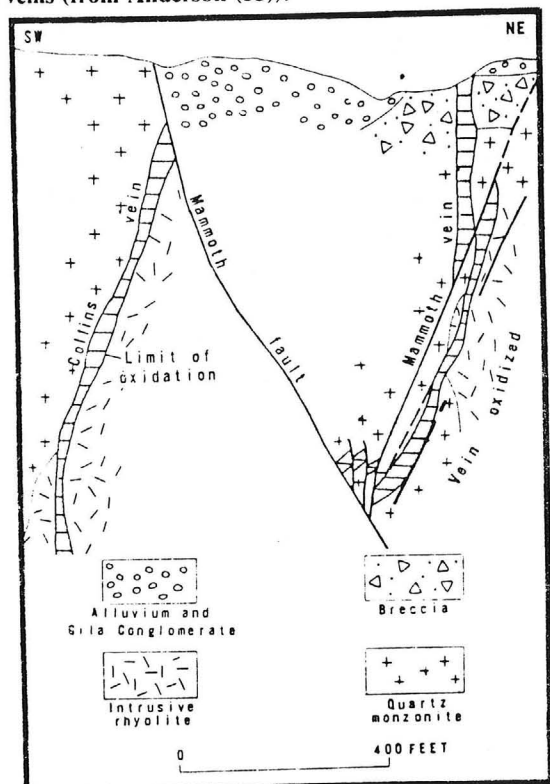 veins (from Anderson
SW
NE
Collins
vein
Mammoth
fault
Limit of
oxidation
Mammoth
vein
Vein oxidized
Alluvium and
Gila Conglomerate
Breccia
Intrusive
rhyolite
Quartz
monzonite
0
400 FEET